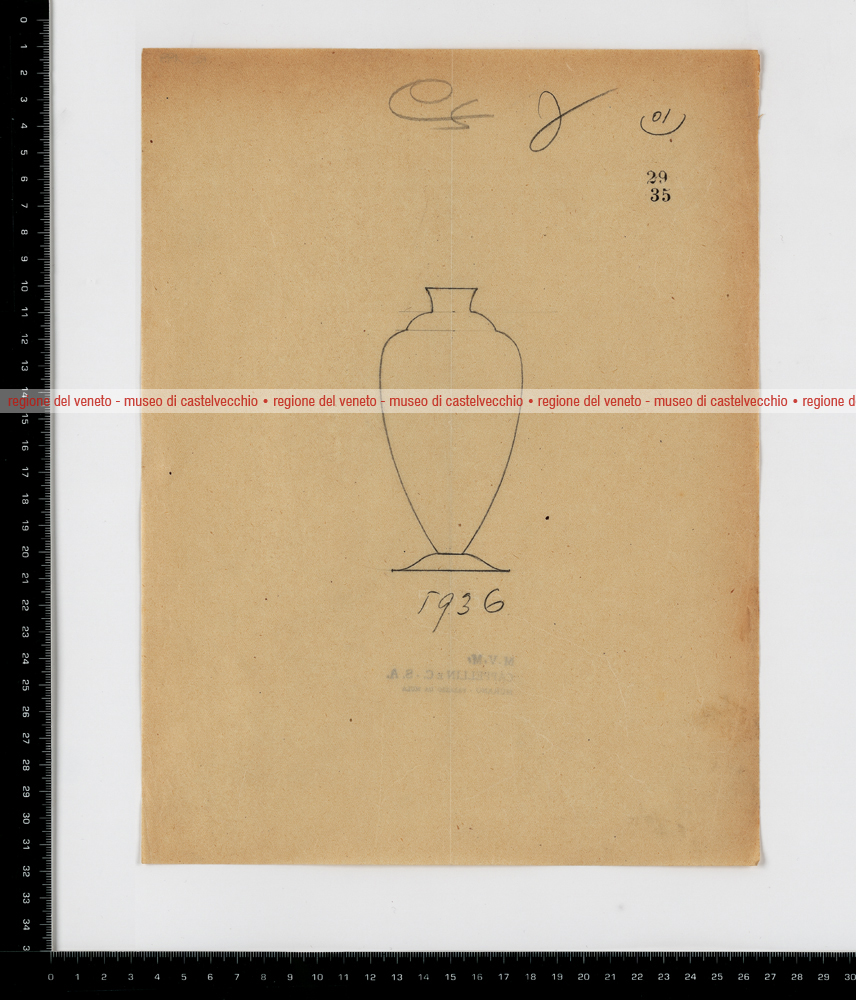 01
29
35
regione del veneto - museo di castelvecchio • regione del veneto - museo di castelvecchio • regione del veneto - museo di castelvecchio • regione d
5936
M.V.M.
CAPPELLIN & C. - S.A.
0 1 2 3 4 5 6 7 8 9 10 11 12 13 14 15 16 17 18 19 20 21 22 23 24 25 26 27 28 29 30 31 32 33 34 3
0 1 2 3 4 5 6 7 8 9 10 11 12 13 14 15 16 17 18 19 20 21 22 23 24 25 26 27 28 29 30